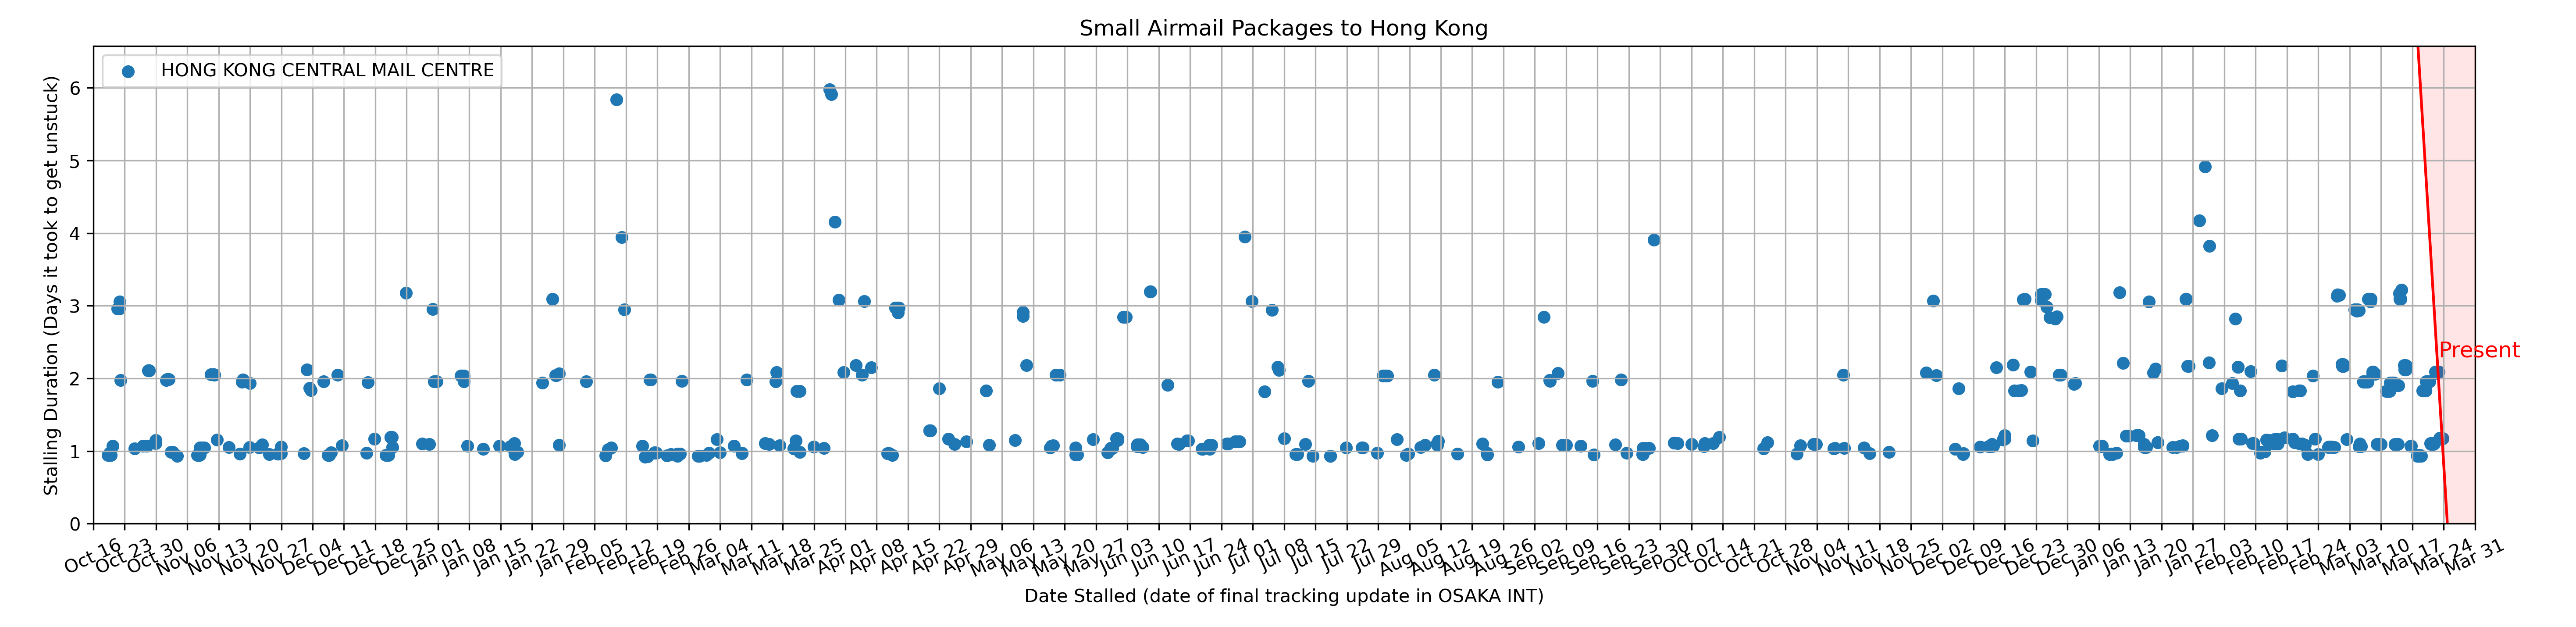 Small Airmail Packages to Hong Kong
HONG KONG CENTRAL MAIL CENTRE
Stalling Duration (Days it took to get unstuck)
6
5
4
3
2
1
0
Present
Oct 16
Oct 23
Oct 30
Nov 06
Nov 13
Nov 20
Nov 27
Dec 04
Dec 11
Dec 18
Dec 25
Jan 01
Jan 08
Jan 15
Jan 22
Jan 29
Feb 05
Feb 12
Feb 19
Feb 26
Mar 04
Mar 11
Mar 18
Mar 25
Apr 01
Apr 08
Apr 15
Apr 22
Apr 29
May 06
May 13
May 20
May 27
Jun 03
Jun 10
Jun 17
Jun 24
Jul 01
Jul 08
Jul 15
Jul 22
Jul 29
Aug 05
Aug 12
Aug 19
Aug 26
Sep 02
Sep 09
Sep 16
Sep 23
Sep 30
Oct 07
Oct 14
Oct 21
Oct 28
Nov 04
Nov 11
Nov 18
Nov 25
Dec 02
Dec 09
Dec 16
Dec 23
Dec 30
Jan 06
Jan 13
Jan 20
Jan 27
Feb 03
Feb 10
Feb 17
Feb 24
Mar 03
Mar 10
Mar 17
Mar 24
Mar 31
Date Stalled (date of final tracking update in OSAKA INT)